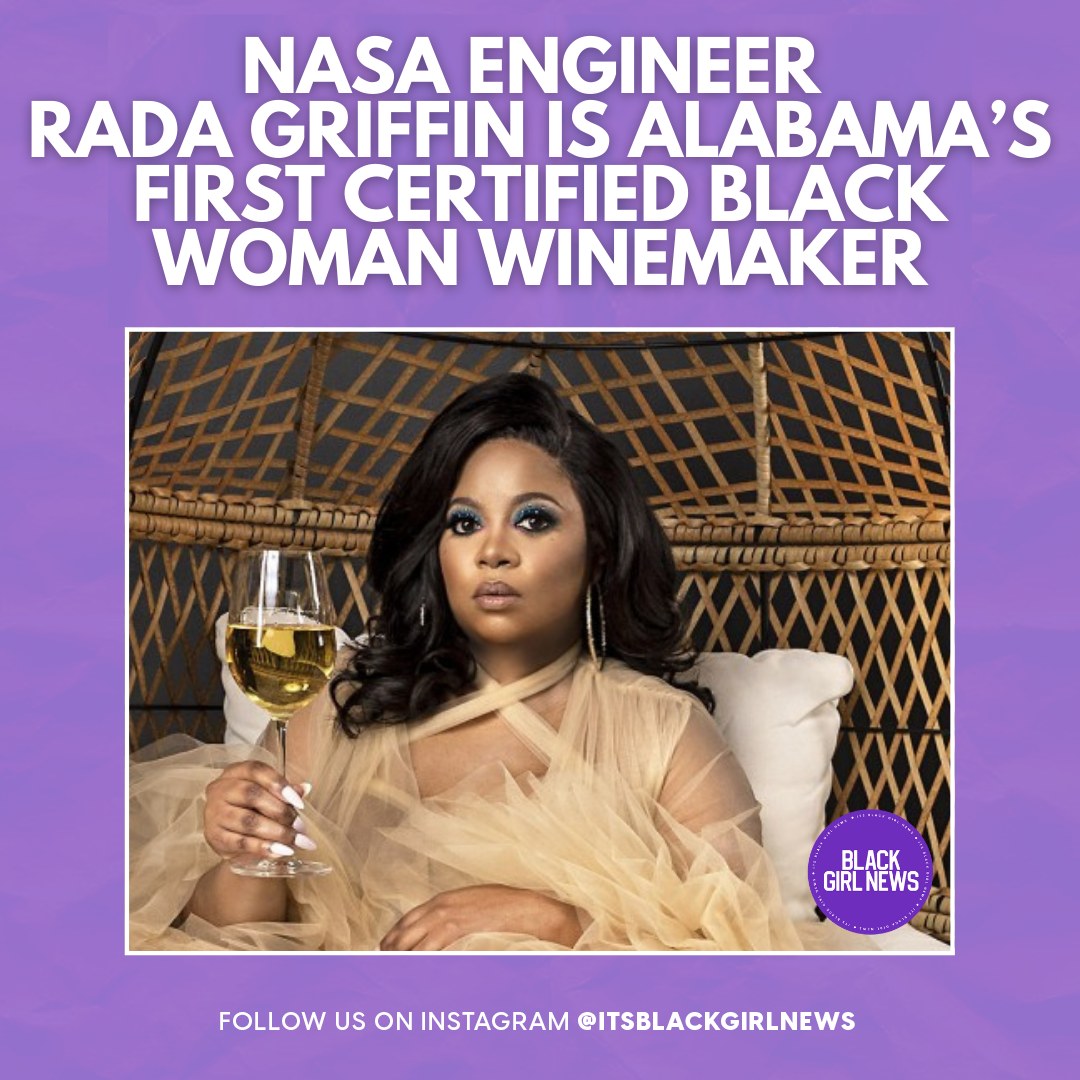 NASA ENGINEER
RADA GRIFFIN IS ALABAMA’S
FIRST CERTIFIED BLACK
WOMAN WINEMAKER
BLACK
GIRL NEWS
FOLLOW US ON INSTAGRAM @ITSBLACKGIRLNEWS